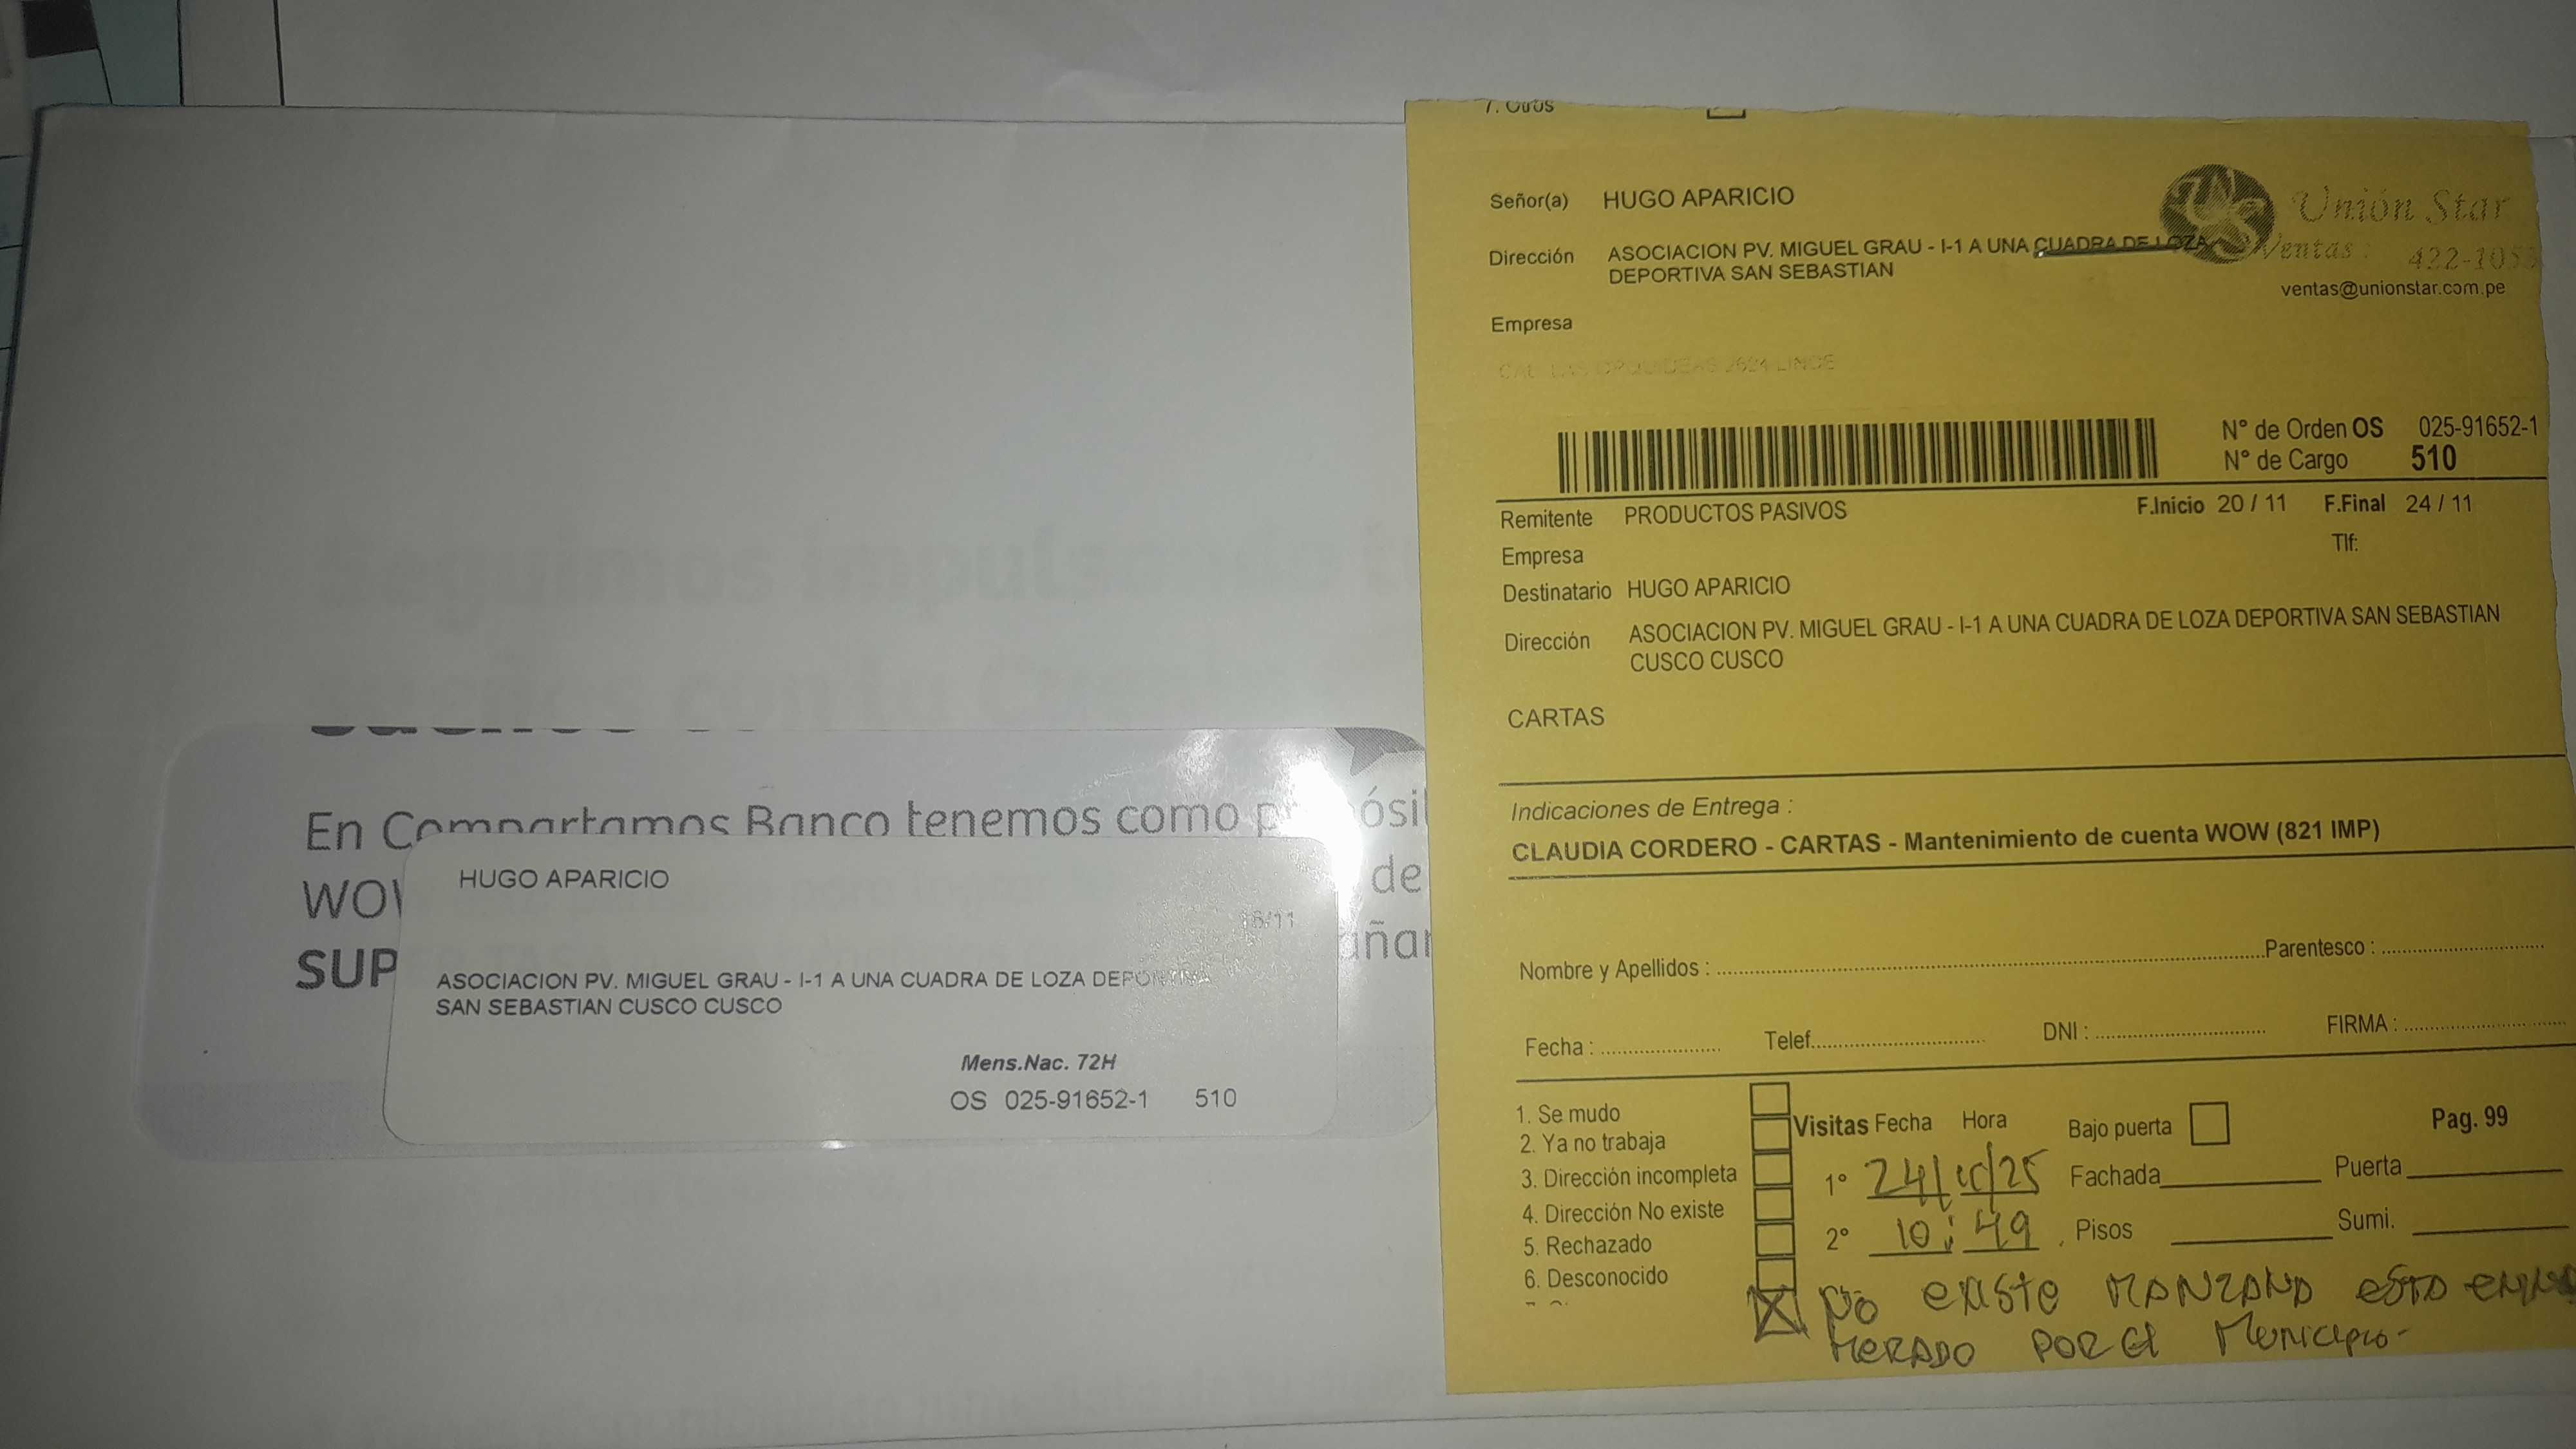 En Compartamos Banco tenemos como
WOW
SUP
de
HUGO APARICIO
18/11
ASOCIACION PV. MIGUEL GRAU - I-1 A UNA CUADRA DE LOZA DEPORTIVA
SAN SEBASTIAN CUSCO CUSCO
Mens.Nac. 72H
OS 025-91652-1 510
7. Otros
Señor(a) HUGO APARICIO
Unión Star
Dirección ASOCIACION PV. MIGUEL GRAU - I-1 A UNA CUADRA DE LOZA
DEPORTIVA SAN SEBASTIAN
Ventas : 422-1053
ventas@unionstar.com.pe
Empresa
N° de Orden OS 025-91652-1
N° de Cargo 510
Remitente PRODUCTOS PASIVOS F.Inicio 20 / 11 F.Final 24 / 11
Empresa Tlf:
Destinatario HUGO APARICIO
Dirección ASOCIACION PV. MIGUEL GRAU - I-1 A UNA CUADRA DE LOZA DEPORTIVA SAN SEBASTIAN
CUSCO CUSCO
CARTAS
Indicaciones de Entrega :
CLAUDIA CORDERO - CARTAS - Mantenimiento de cuenta WOW (821 IMP)
Nombre y Apellidos : Parentesco :
Fecha : Telef. DNI : FIRMA :
1. Se mudo
2. Ya no trabaja
3. Dirección incompleta
4. Dirección No existe
5. Rechazado
6. Desconocido
Visitas Fecha Hora Bajo puerta Pag. 99
1° 24/11/25 Fachada Puerta
2° 10:49 Pisos Sumi.
NO existe MANZANA esta enu
MERADO POR el Municipio-